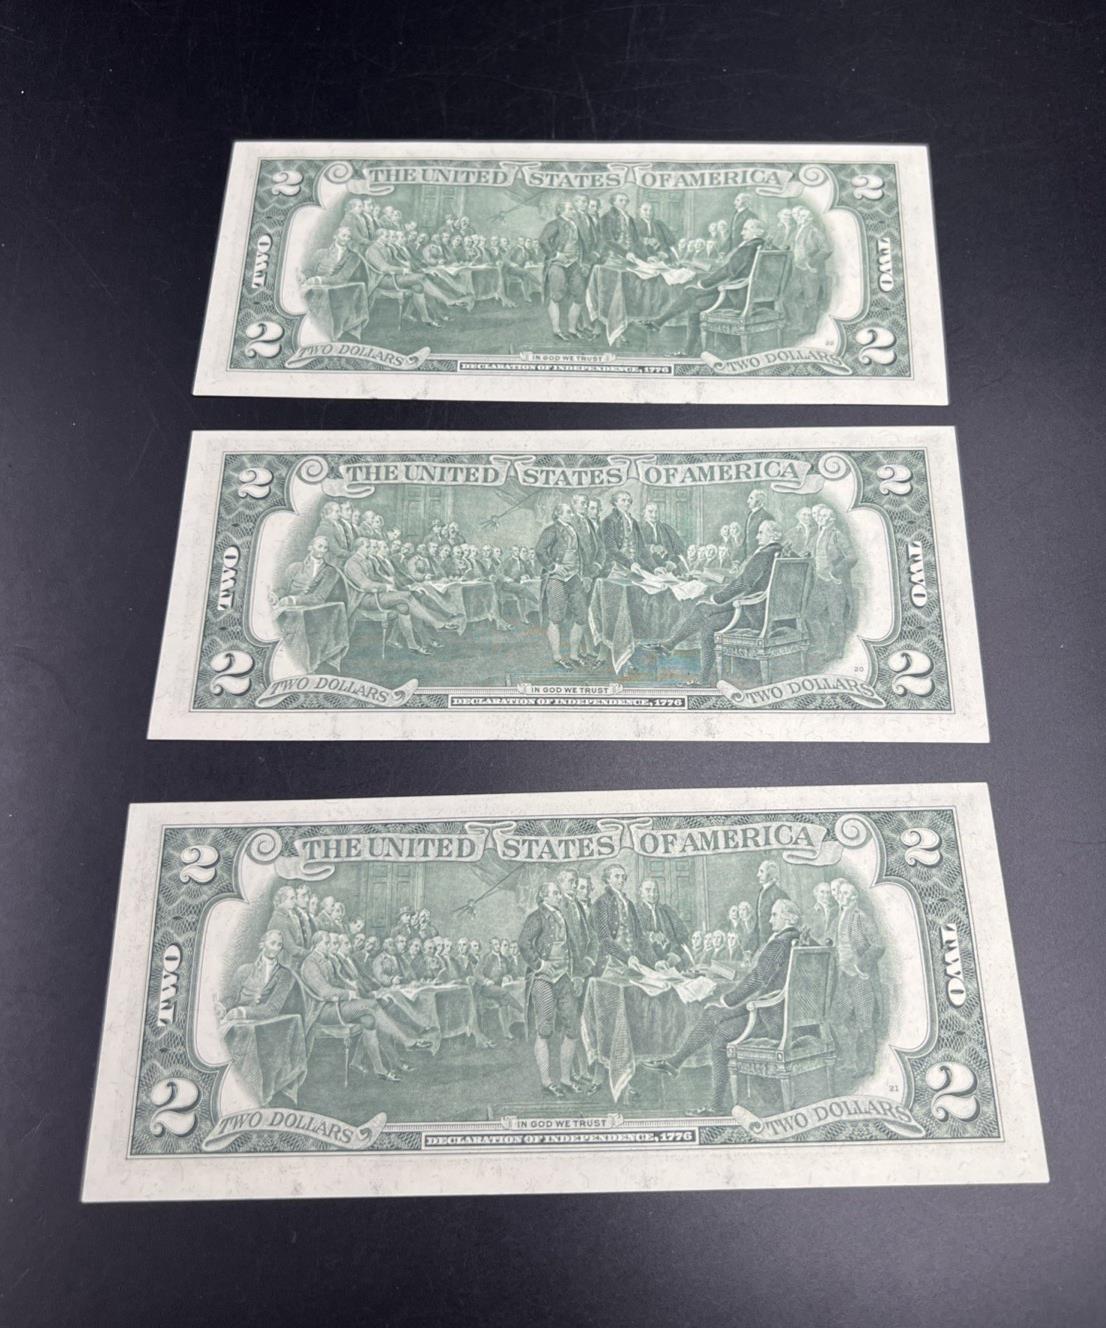 THE UNITED STATES OF AMERICA
2 2
TWO TWO
2 2
TWO DOLLARS TWO DOLLARS
IN GOD WE TRUST
DECLARATION OF INDEPENDENCE, 1776
THE UNITED STATES OF AMERICA
2 2
TWO TWO
20
2 2
TWO DOLLARS TWO DOLLARS
IN GOD WE TRUST
DECLARATION OF INDEPENDENCE, 1776
THE UNITED STATES OF AMERICA
2 2
TWO TWO
21
2 2
TWO DOLLARS TWO DOLLARS
IN GOD WE TRUST
DECLARATION OF INDEPENDENCE, 1776